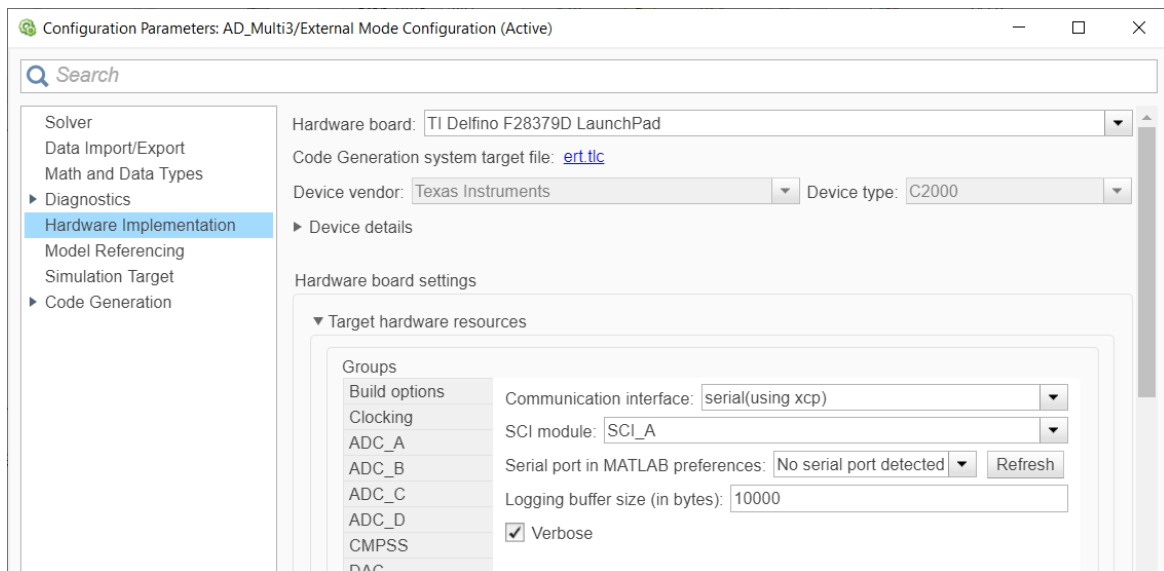 Configuration Parameters: AD_Multi3/External Mode Configuration (Active)
Search
Solver
Data Import/Export
Math and Data Types
Diagnostics
Hardware Implementation
Model Referencing
Simulation Target
Code Generation
Hardware board: TI Delfino F28379D LaunchPad
Code Generation system target file: ert.tlc
Device vendor: Texas Instruments Device type: C2000
Device details
Hardware board settings
Target hardware resources
Groups
Build options
Clocking
ADC_A
ADC_B
ADC_C
ADC_D
CMPSS
DAC
Communication interface: serial(using xcp)
SCI module: SCI_A
Serial port in MATLAB preferences: No serial port detected Refresh
Logging buffer size (in bytes): 10000
Verbose